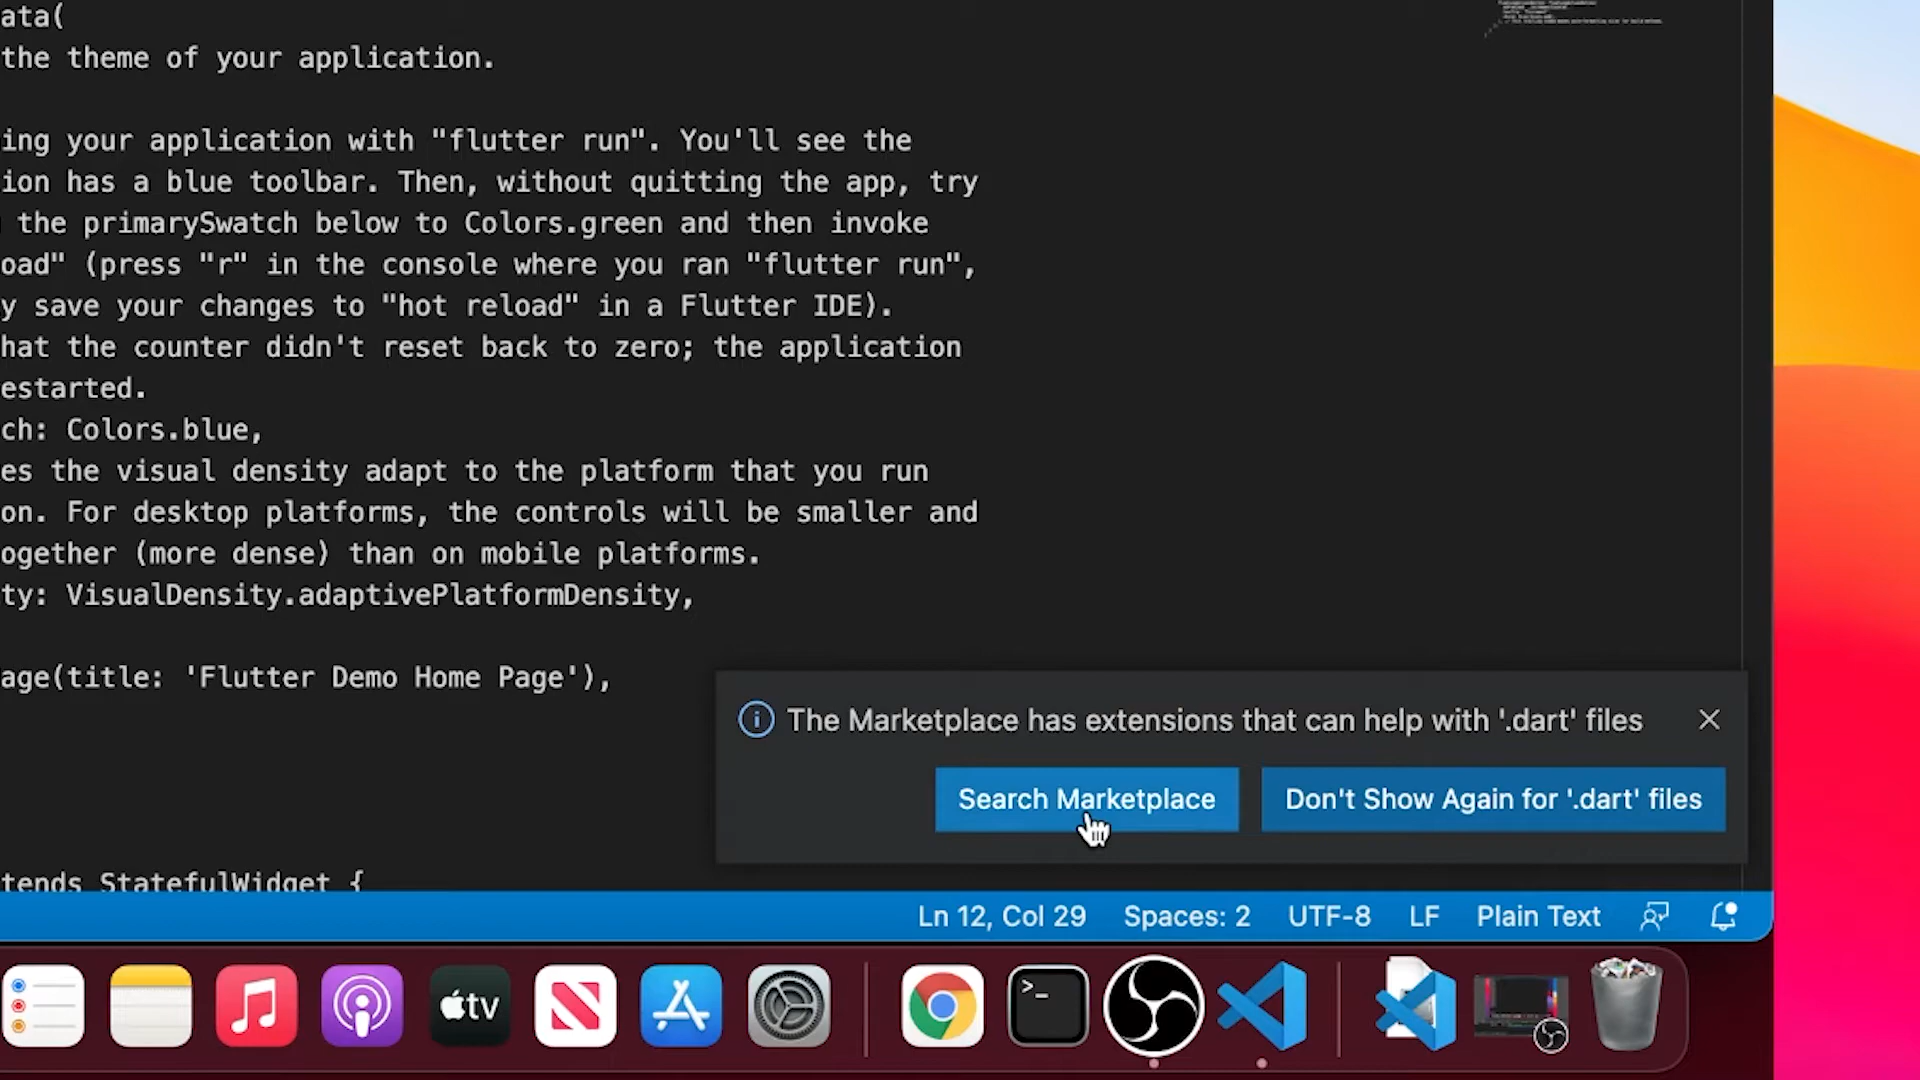 ata(
the theme of your application.
ing your application with "flutter run". You'll see the
ion has a blue toolbar. Then, without quitting the app, try
the primarySwatch below to Colors.green and then invoke
oad" (press "r" in the console where you ran "flutter run",
y save your changes to "hot reload" in a Flutter IDE).
hat the counter didn't reset back to zero; the application
estarted.
ch: Colors.blue,
es the visual density adapt to the platform that you run
on. For desktop platforms, the controls will be smaller and
ogether (more dense) than on mobile platforms.
ty: VisualDensity.adaptivePlatformDensity,
age(title: 'Flutter Demo Home Page'),
The Marketplace has extensions that can help with '.dart' files
Search Marketplace
Don't Show Again for '.dart' files
tends StatefulWidget {
Ln 12, Col 29
Spaces: 2
UTF-8
LF
Plain Text
tv
>_